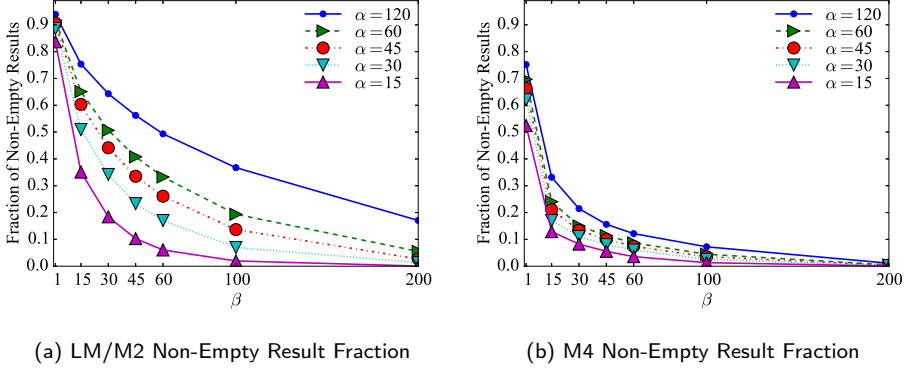 Fraction of Non-Empty Results
0.9
0.8
0.7
0.6
0.5
0.4
0.3
0.2
0.1
0.0
1 15 30 45 60 100 200
β
α=120
α=60
α=45
α=30
α=15
(a) LM/M2 Non-Empty Result Fraction
Fraction of Non-Empty Results
0.9
0.8
0.7
0.6
0.5
0.4
0.3
0.2
0.1
0.0
1 15 30 45 60 100 200
β
α=120
α=60
α=45
α=30
α=15
(b) M4 Non-Empty Result Fraction